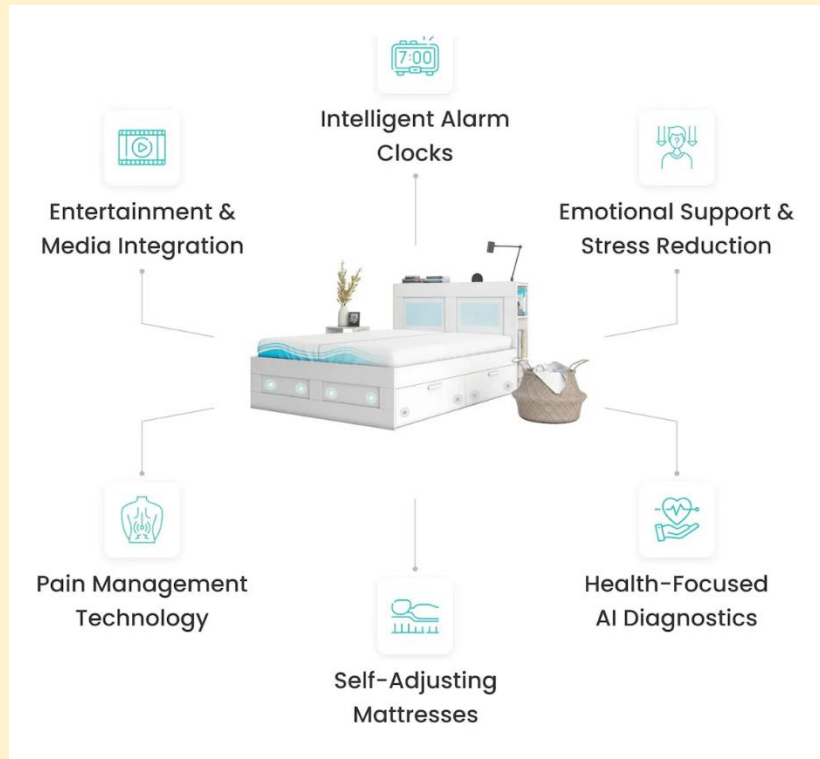 7:00
Intelligent Alarm
Clocks
Entertainment &
Media Integration
Emotional Support &
Stress Reduction
Pain Management
Technology
Health-Focused
AI Diagnostics
Self-Adjusting
Mattresses